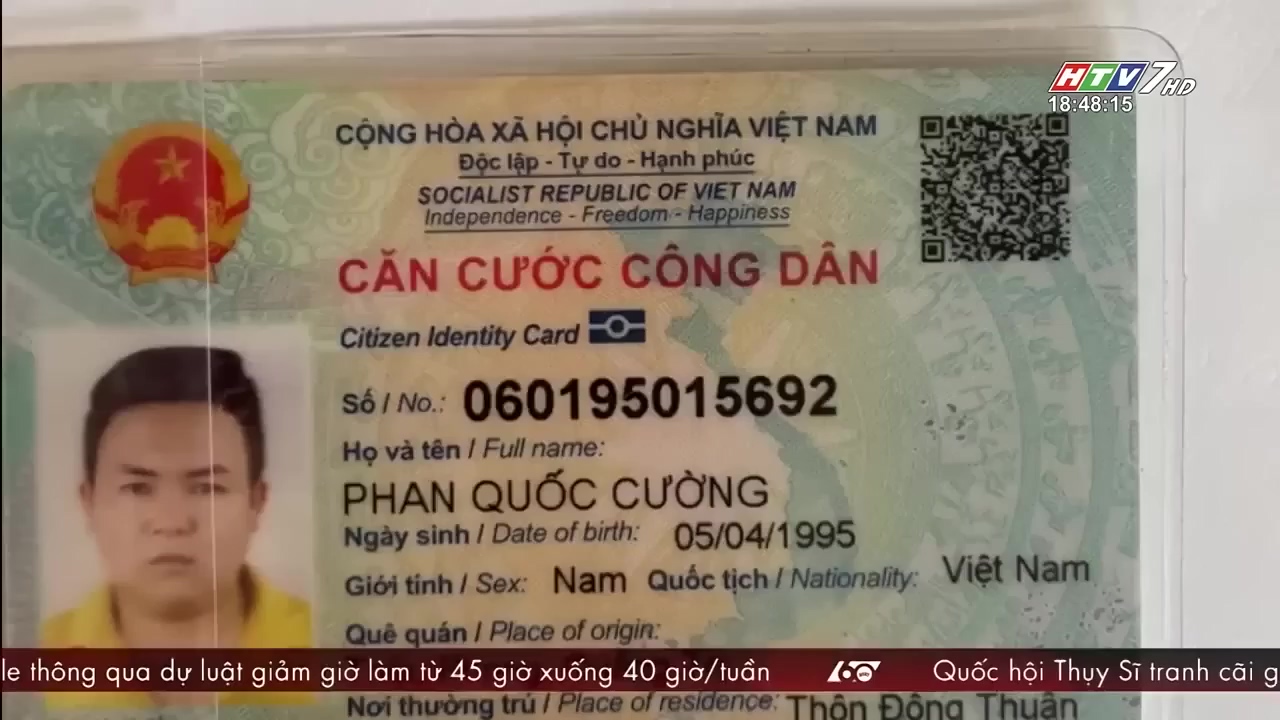 HTV7 HD
18:48:15
CỘNG HÒA XÃ HỘI CHỦ NGHĨA VIỆT NAM
Độc lập - Tự do - Hạnh phúc
SOCIALIST REPUBLIC OF VIET NAM
Independence - Freedom - Happiness
CĂN CƯỚC CÔNG DÂN
Citizen Identity Card
Số / No.: 060195015692
Họ và tên / Full name:
PHAN QUỐC CƯỜNG
Ngày sinh / Date of birth: 05/04/1995
Giới tính / Sex: Nam Quốc tịch / Nationality: Việt Nam
Quê quán / Place of origin:
le thông qua dự luật giảm giờ làm từ 45 giờ xuống 40 giờ/tuần 60 giây Quốc hội Thụy Sĩ tranh cãi g
Nơi thường trú / Place of residence: Thôn Đông Thuận